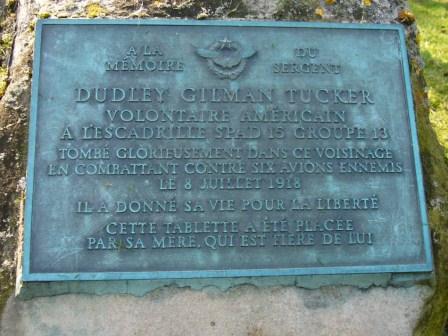 A LA
MÉMOIRE
DU
SERGENT
DUDLEY GILMAN TUCKER
VOLONTAIRE AMÉRICAIN
A L'ESCADRILLE SPAD 15 GROUPE 13
TOMBÉ GLORIEUSEMENT DANS CE VOISINAGE
EN COMBATTANT CONTRE SIX AVIONS ENNEMIS
LE 8 JUILLET 1918
IL A DONNÉ SA VIE POUR LA LIBERTÉ
CETTE TABLETTE A ÉTÉ PLACÉE
PAR SA MÈRE, QUI EST FIÈRE DE LUI